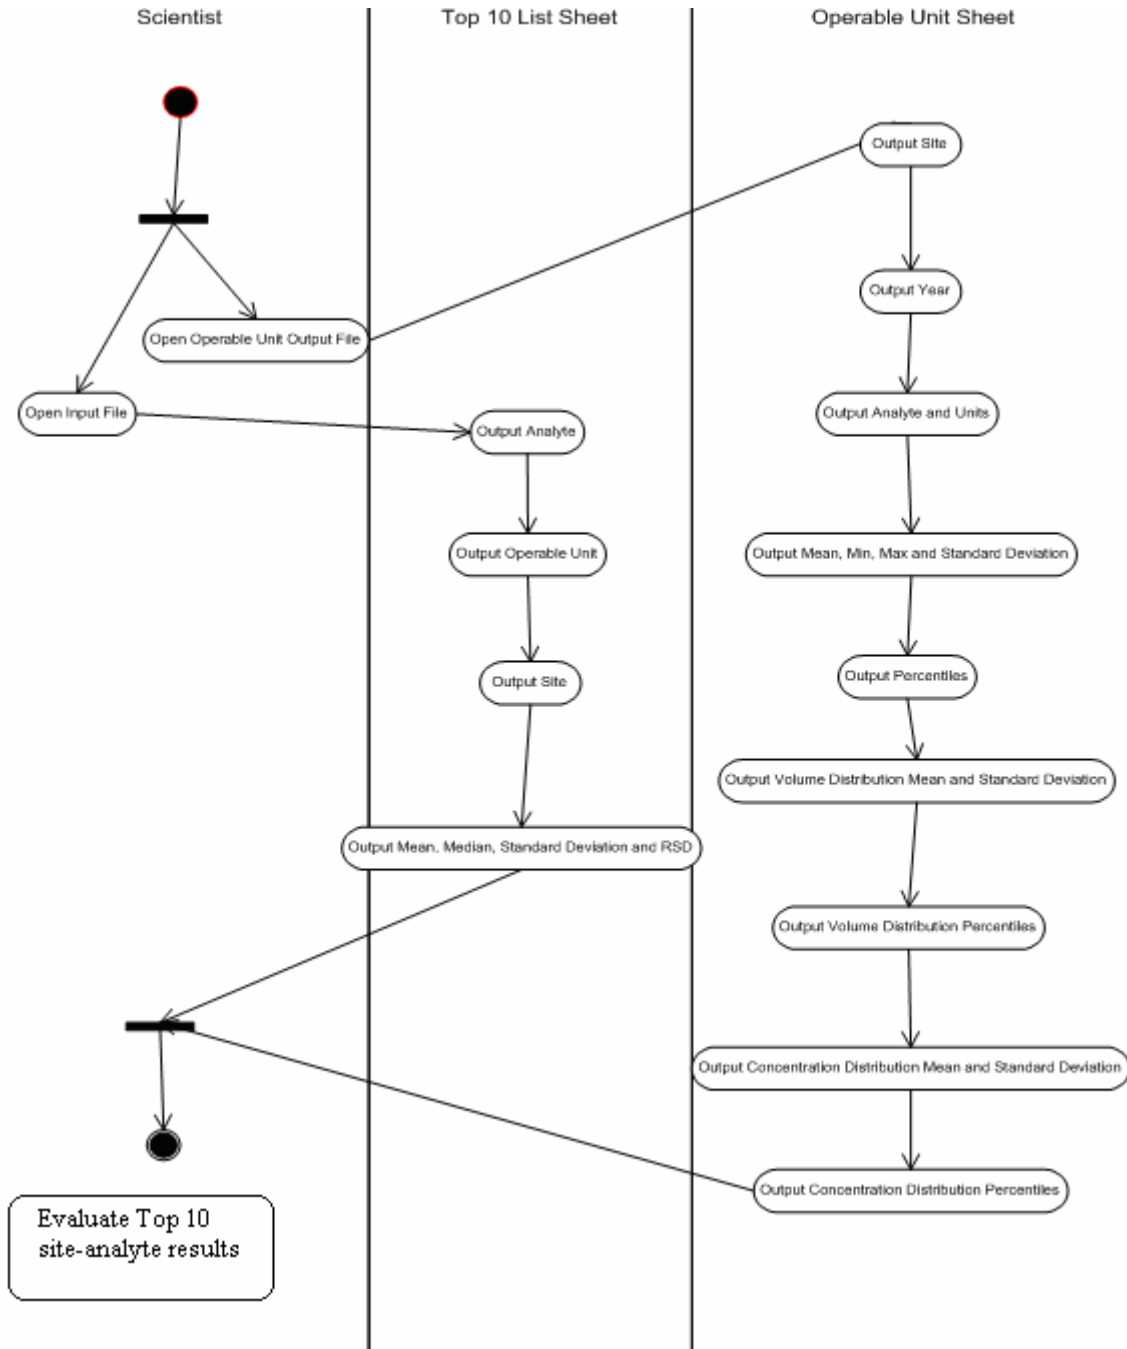 Scientist
Top 10 List Sheet
Operable Unit Sheet
Output Site
Output Year
Open Operable Unit Output File
Open Input File
Output Analyte
Output Analyte and Units
Output Operable Unit
Output Mean, Min, Max and Standard Deviation
Output Site
Output Percentiles
Output Volume Distribution Mean and Standard Deviation
Output Mean, Median, Standard Deviation and RSD
Output Volume Distribution Percentiles
Output Concentration Distribution Mean and Standard Deviation
Output Concentration Distribution Percentiles
Evaluate Top 10
site-analyte results